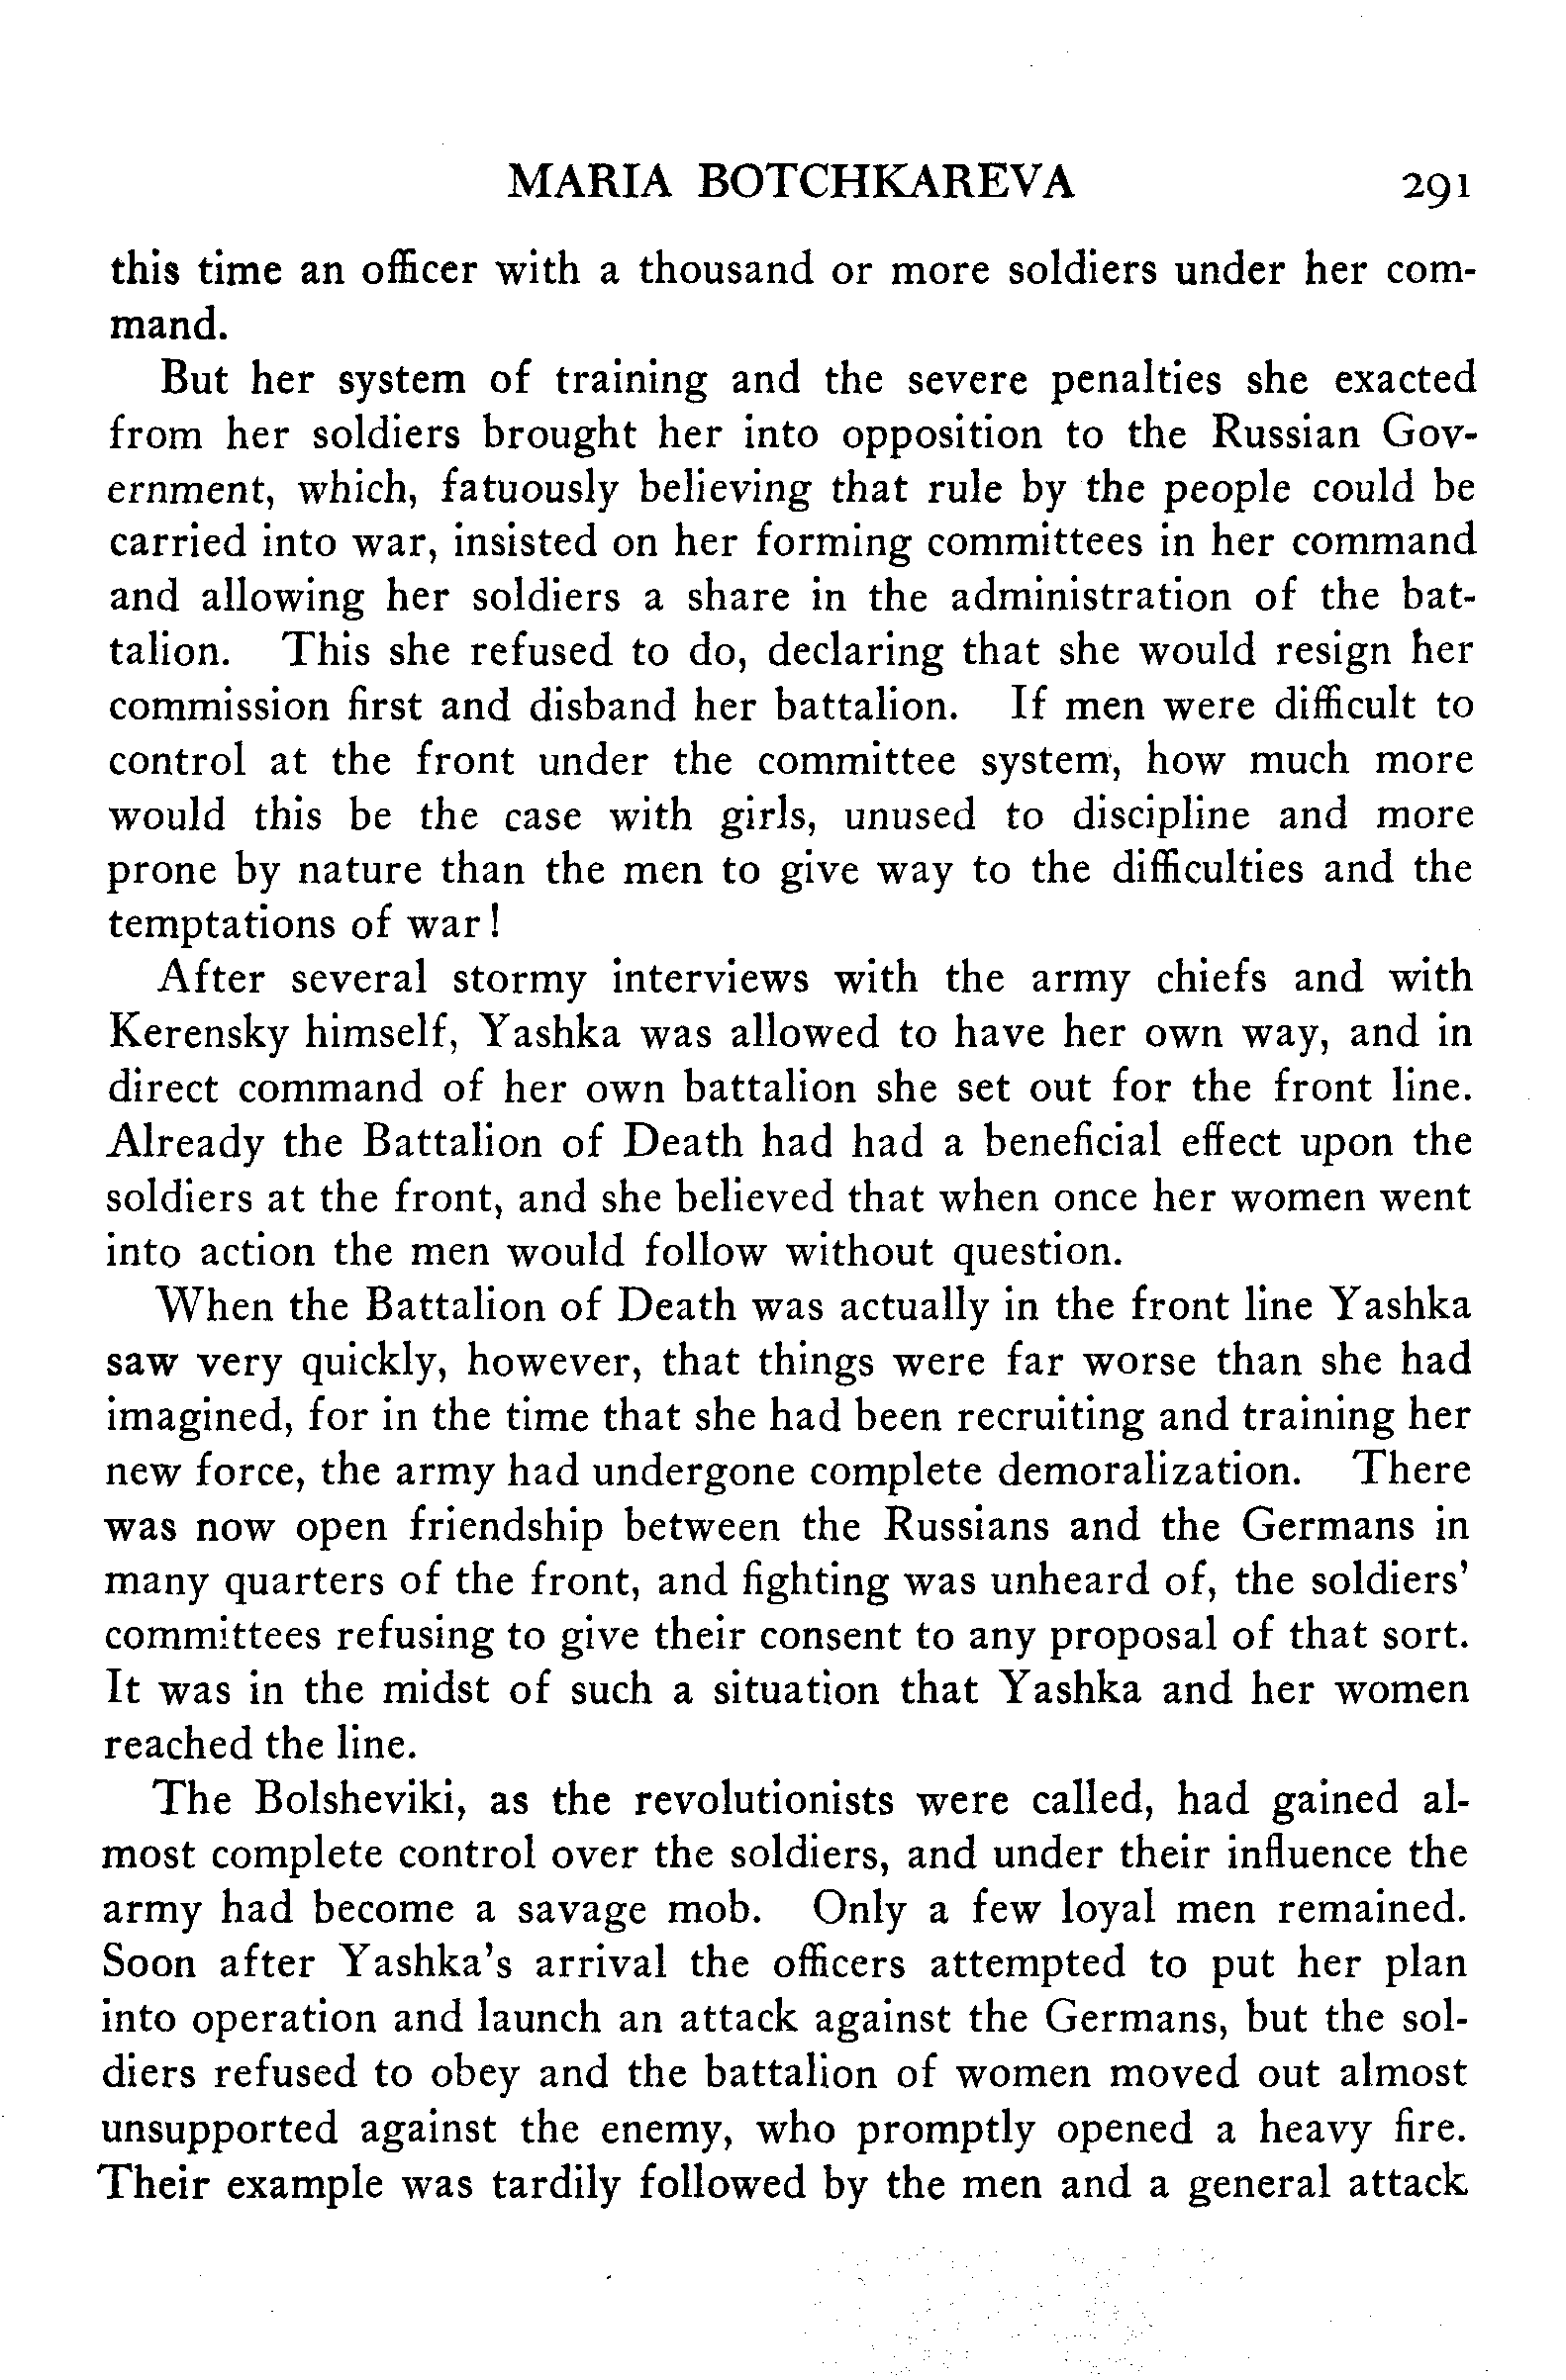 MARIA BOTCHKAREVA 291
this time an officer with a thousand or more soldiers under her com-
mand.
But her system of training and the severe penalties she exacted
from her soldiers brought her into opposition to the Russian Gov-
ernment, which, fatuously believing that rule by the people could be
carried into war, insisted on her forming committees in her command
and allowing her soldiers a share in the administration of the bat-
talion. This she refused to do, declaring that she would resign her
commission first and disband her battalion. If men were difficult to
control at the front under the committee system, how much more
would this be the case with girls, unused to discipline and more
prone by nature than the men to give way to the difficulties and the
temptations of war!
After several stormy interviews with the army chiefs and with
Kerensky himself, Yashka was allowed to have her own way, and in
direct command of her own battalion she set out for the front line.
Already the Battalion of Death had had a beneficial effect upon the
soldiers at the front, and she believed that when once her women went
into action the men would follow without question.
When the Battalion of Death was actually in the front line Yashka
saw very quickly, however, that things were far worse than she had
imagined, for in the time that she had been recruiting and training her
new force, the army had undergone complete demoralization. There
was now open friendship between the Russians and the Germans in
many quarters of the front, and fighting was unheard of, the soldiers'
committees refusing to give their consent to any proposal of that sort.
It was in the midst of such a situation that Yashka and her women
reached the line.
The Bolsheviki, as the revolutionists were called, had gained al-
most complete control over the soldiers, and under their influence the
army had become a savage mob. Only a few loyal men remained.
Soon after Yashka's arrival the officers attempted to put her plan
into operation and launch an attack against the Germans, but the sol-
diers refused to obey and the battalion of women moved out almost
unsupported against the enemy, who promptly opened a heavy fire.
Their example was tardily followed by the men and a general attack